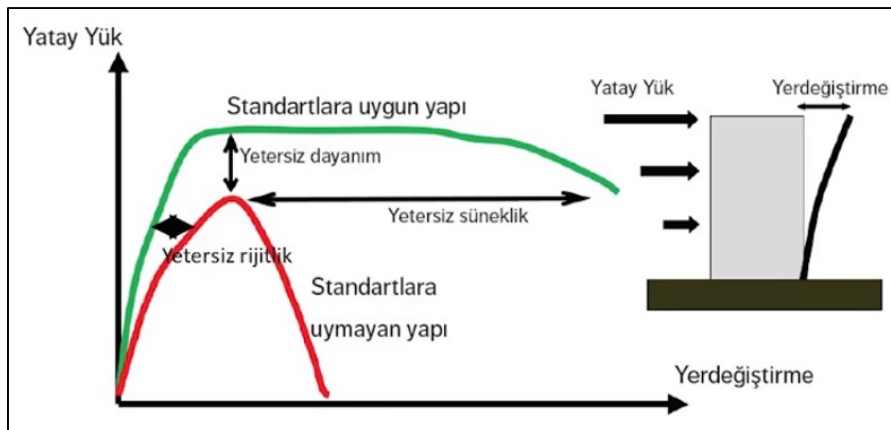 Yatay Yük
Standartlara uygun yapı
Yetersiz dayanım
Yetersiz süneklik
Yetersiz rijitlik
Standartlara
uymayan yapı
Yerdeğiştirme
Yerdeğiştirme
Yatay Yük